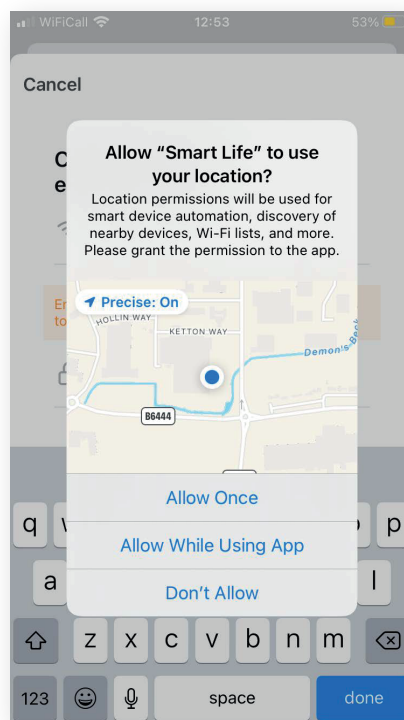 WiFiCall 12:53 53%
Cancel
Allow “Smart Life” to use
your location?
Location permissions will be used for
smart device automation, discovery of
nearby devices, Wi-Fi lists, and more.
Please grant the permission to the app.
Precise: On
HOLLIN WAY
KETTON WAY
Demon's Beck
B6444
Allow Once
Allow While Using App
Don’t Allow
q p
a l
z x c v b n m
123 space done